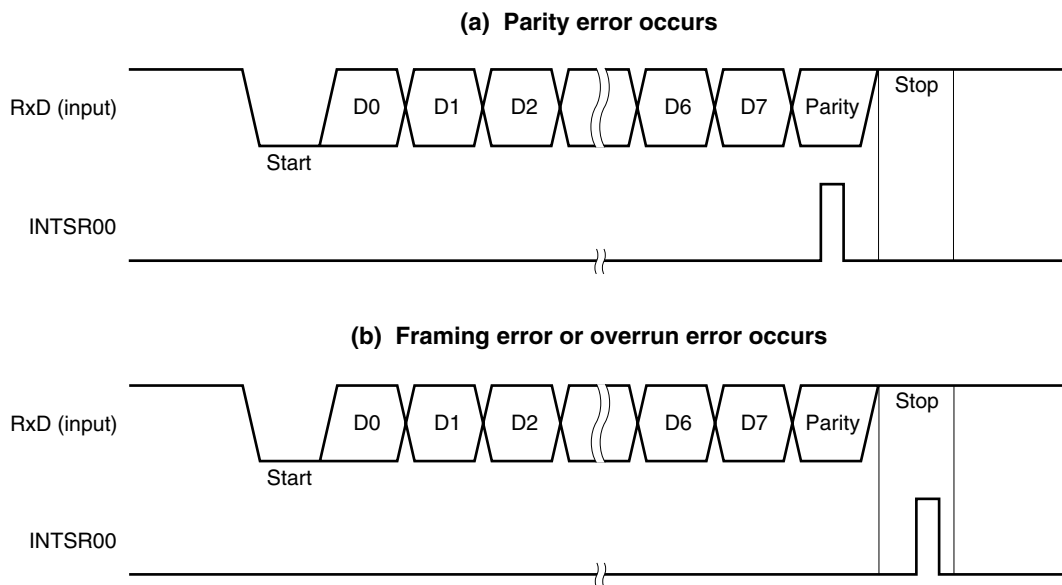 (a) Parity error occurs
RxD (input)
D0 D1 D2 D6 D7 Parity Stop
Start
INTSR00
(b) Framing error or overrun error occurs
RxD (input)
D0 D1 D2 D6 D7 Parity Stop
Start
INTSR00